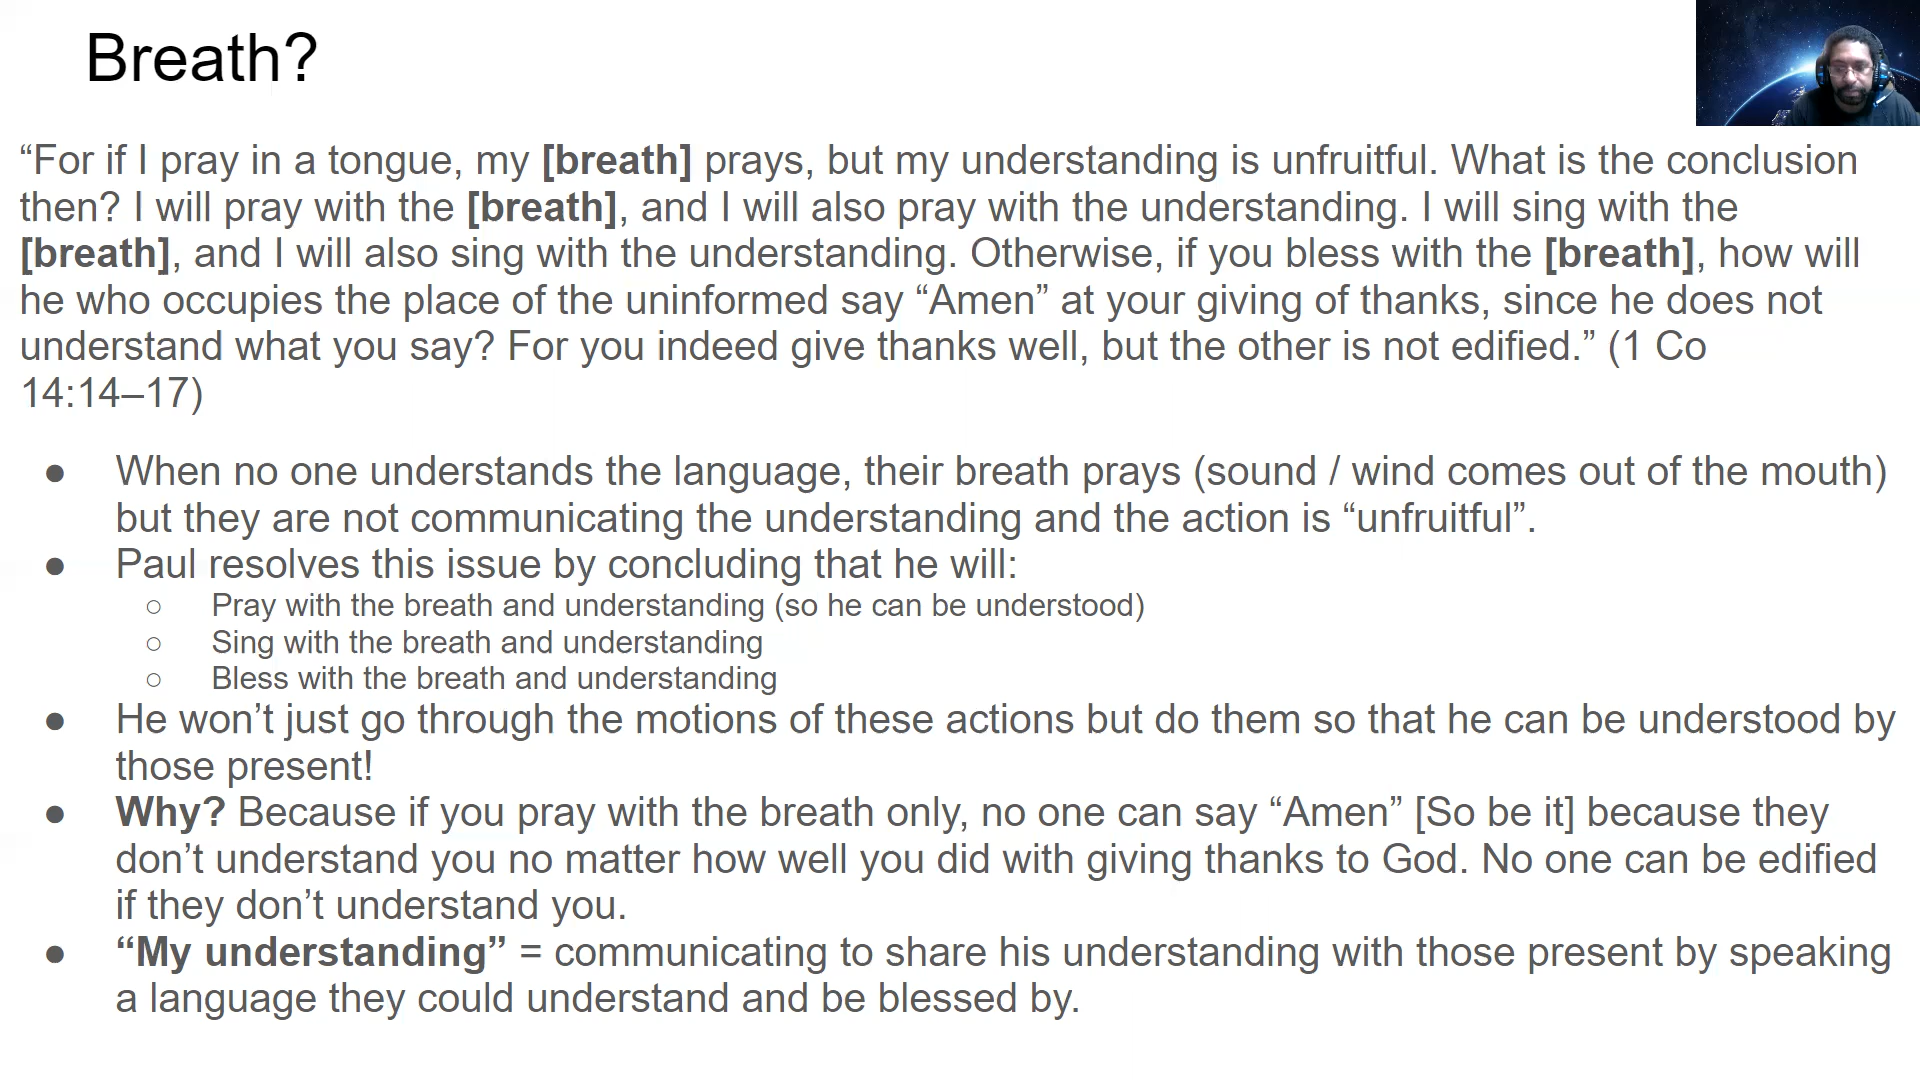 Breath?
“For if I pray in a tongue, my [breath] prays, but my understanding is unfruitful. What is the conclusion
then? I will pray with the [breath], and I will also pray with the understanding. I will sing with the
[breath], and I will also sing with the understanding. Otherwise, if you bless with the [breath], how will
he who occupies the place of the uninformed say “Amen” at your giving of thanks, since he does not
understand what you say? For you indeed give thanks well, but the other is not edified.” (1 Co
14:14–17)
● When no one understands the language, their breath prays (sound / wind comes out of the mouth)
but they are not communicating the understanding and the action is “unfruitful”.
● Paul resolves this issue by concluding that he will:
○ Pray with the breath and understanding (so he can be understood)
○ Sing with the breath and understanding
○ Bless with the breath and understanding
● He won’t just go through the motions of these actions but do them so that he can be understood by
those present!
● Why? Because if you pray with the breath only, no one can say “Amen” [So be it] because they
don’t understand you no matter how well you did with giving thanks to God. No one can be edified
if they don’t understand you.
● “My understanding” = communicating to share his understanding with those present by speaking
a language they could understand and be blessed by.